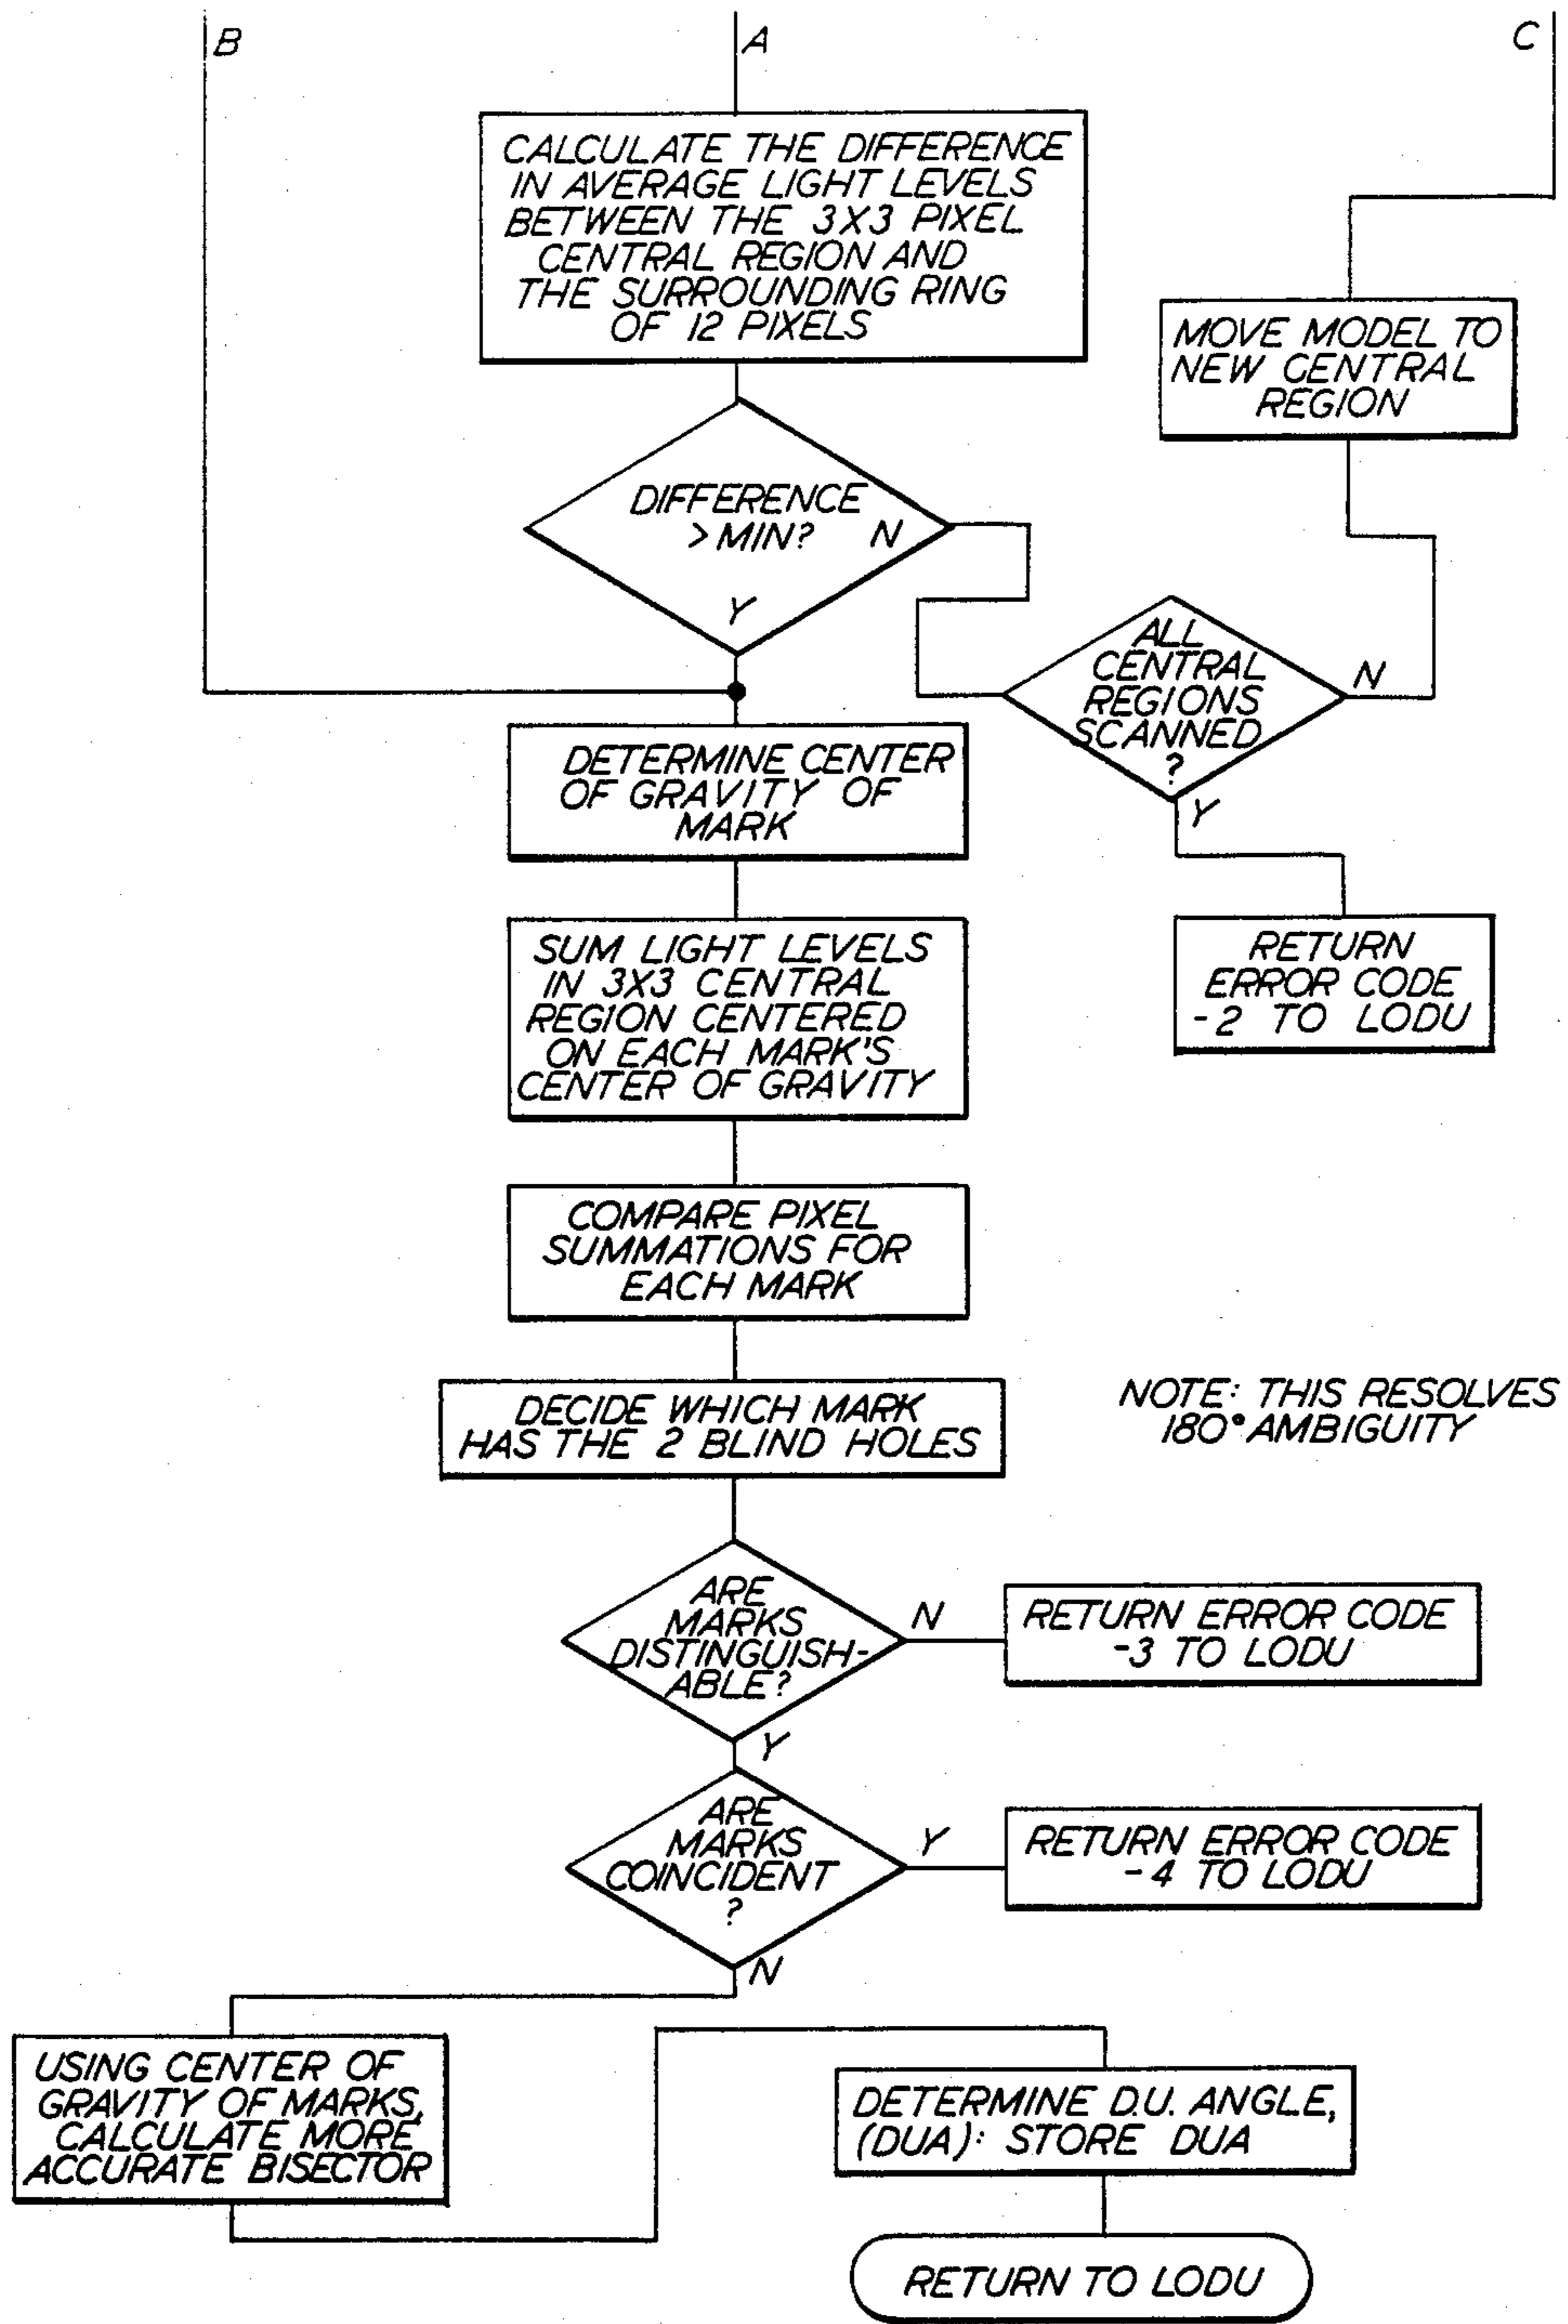 B
A
C
CALCULATE THE DIFFERENCE
IN AVERAGE LIGHT LEVELS
BETWEEN THE 3X3 PIXEL
CENTRAL REGION AND
THE SURROUNDING RING
OF 12 PIXELS
MOVE MODEL TO
NEW CENTRAL
REGION
DIFFERENCE
> MIN?
N
Y
ALL
CENTRAL
REGIONS
SCANNED
?
N
Y
DETERMINE CENTER
OF GRAVITY OF
MARK
RETURN
ERROR CODE
-2 TO LODU
SUM LIGHT LEVELS
IN 3X3 CENTRAL
REGION CENTERED
ON EACH MARK'S
CENTER OF GRAVITY
COMPARE PIXEL
SUMMATIONS FOR
EACH MARK
DECIDE WHICH MARK
HAS THE 2 BLIND HOLES
NOTE: THIS RESOLVES
180° AMBIGUITY
ARE
MARKS
DISTINGUISH-
ABLE?
N
Y
RETURN ERROR CODE
-3 TO LODU
ARE
MARKS
COINCIDENT
?
Y
N
RETURN ERROR CODE
-4 TO LODU
USING CENTER OF
GRAVITY OF MARKS,
CALCULATE MORE
ACCURATE BISECTOR
DETERMINE D.U. ANGLE,
(DUA): STORE DUA
RETURN TO LODU